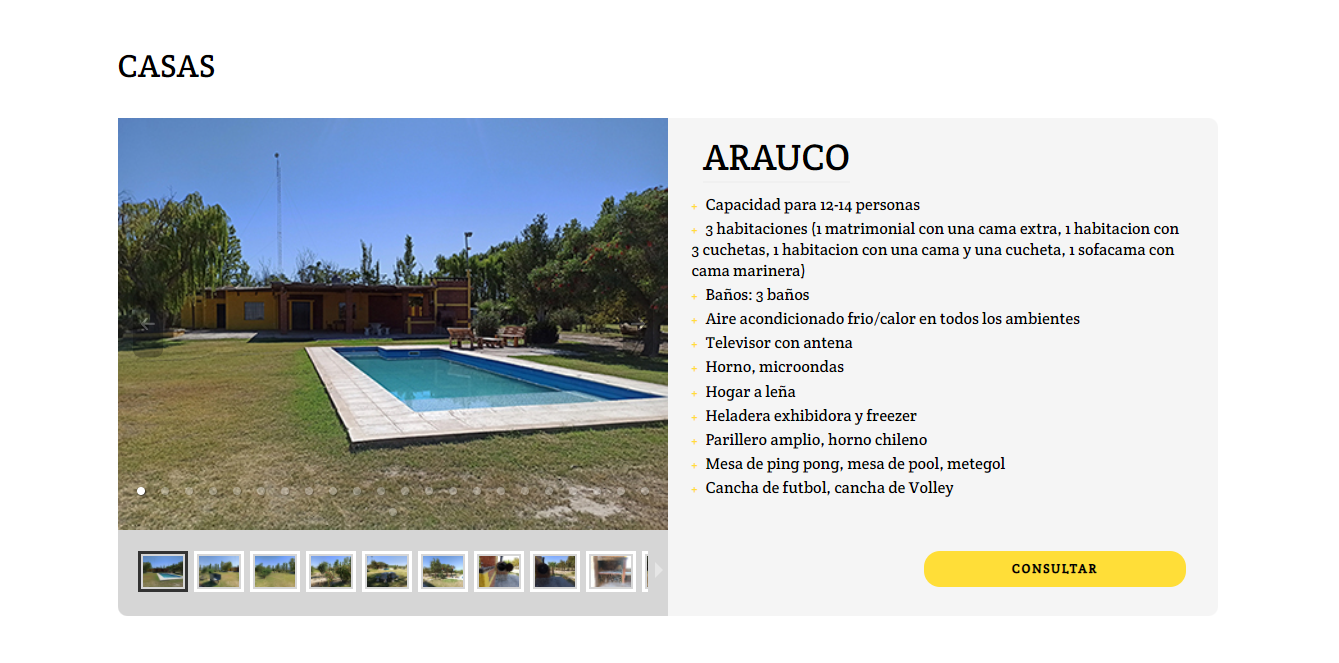 CASAS
ARAUCO
+ Capacidad para 12-14 personas
+ 3 habitaciones (1 matrimonial con una cama extra, 1 habitacion con
3 cuchetas, 1 habitacion con una cama y una cucheta, 1 sofacama con
cama marinera)
+ Baños: 3 baños
+ Aire acondicionado frio/calor en todos los ambientes
+ Televisor con antena
+ Horno, microondas
+ Hogar a leña
+ Heladera exhibidora y freezer
+ Parillero amplio, horno chileno
+ Mesa de ping pong, mesa de pool, metegol
+ Cancha de futbol, cancha de Volley
CONSULTAR